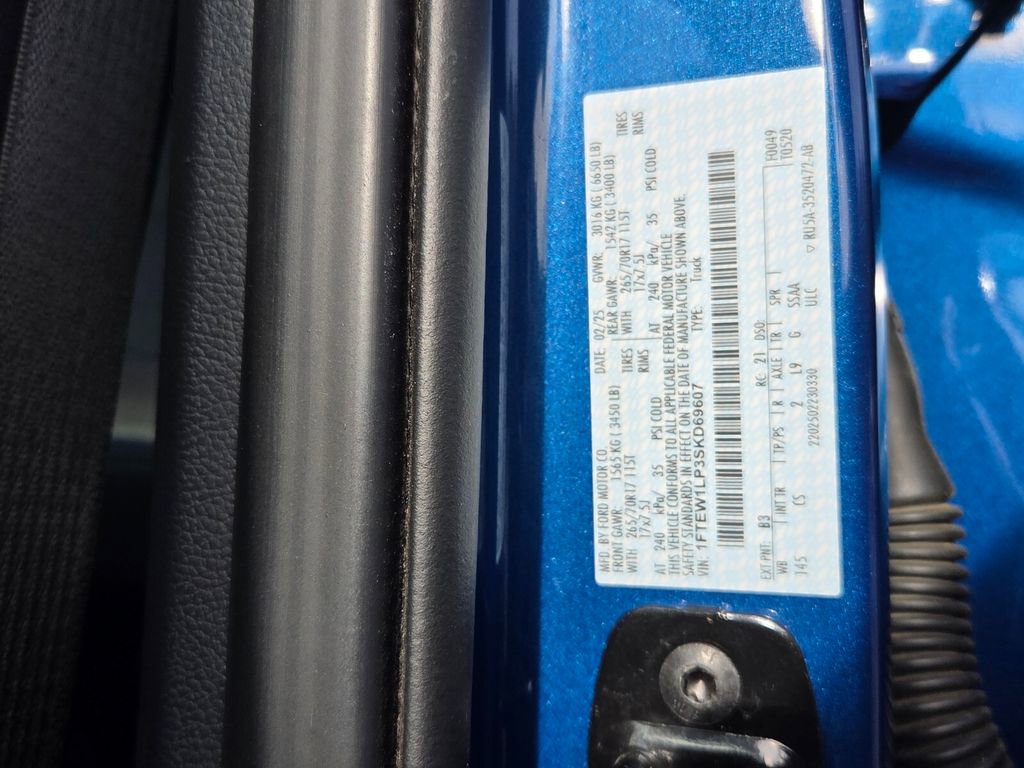 MFD. BY FORD MOTOR CO.
DATE: 02/25 GVWR: 3016 KG ( 6650 LB)
FRONT GAWR: 1565 KG ( 3450 LB) REAR GAWR: 1542 KG ( 3400 LB)
WITH 265/70R17 115T TIRES WITH 265/70R17 115T TIRES
17x7.5J RIMS 17x7.5J RIMS
AT 240 kPa/ 35 PSI COLD AT 240 kPa/ 35 PSI COLD
THIS VEHICLE CONFORMS TO ALL APPLICABLE FEDERAL MOTOR VEHICLE
SAFETY STANDARDS IN EFFECT ON THE DATE OF MANUFACTURE SHOWN ABOVE.
VIN: 1FTEW1LP3SKD69607 TYPE: Truck
EXT PNT: B3 RC: 21 DSO: F0049
WB INT TR TP/PS R AXLE TR SPR T0520
145 CS 2 L9 G SSAA
2202502230330 ULC ▽ RU5A-3520472-AB